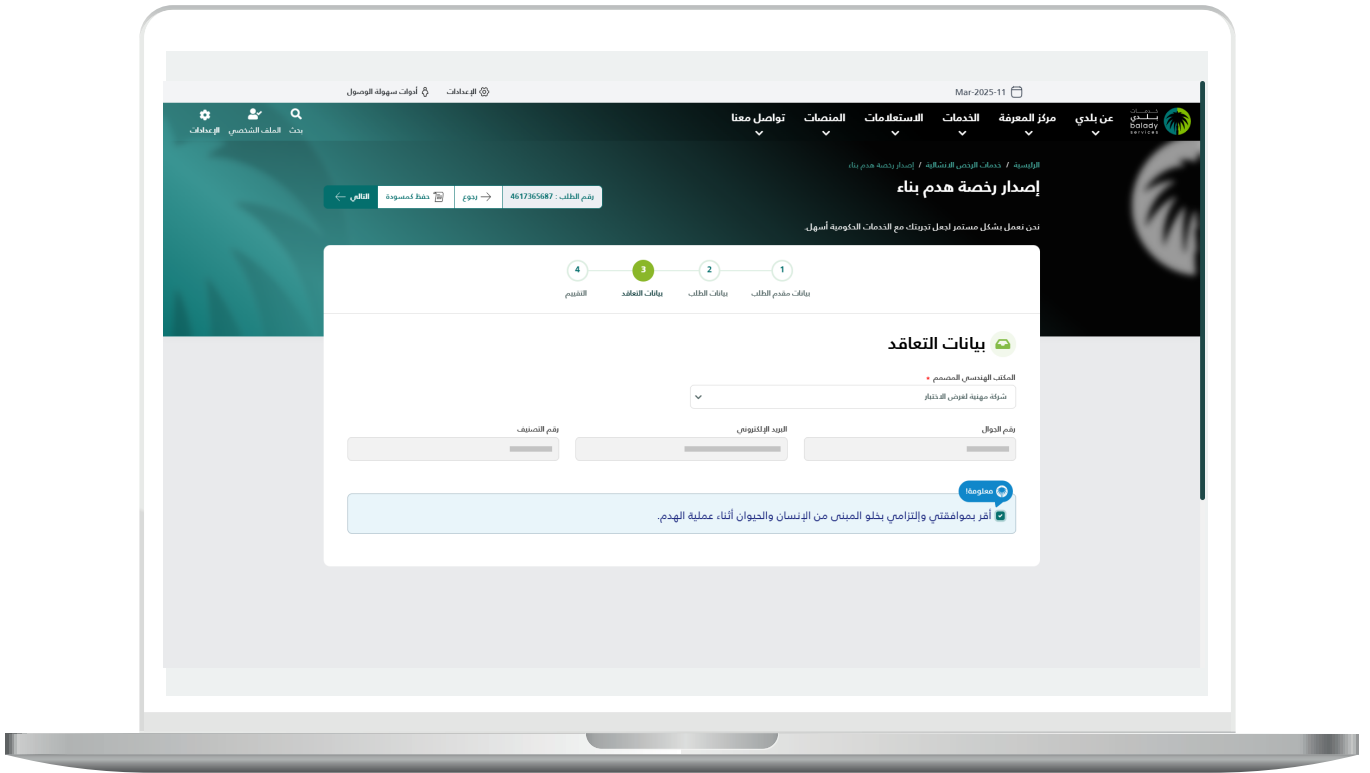 11-Mar-2025
الإعدادات
أدوات سهولة الوصول
خدمات
بلدي
balady
services
عن بلدي
مركز المعرفة
الخدمات
الاستعلامات
المنصات
تواصل معنا
بحث
الملف الشخصي
الإعدادات
الرئيسية / خدمات الرخص الانشائية / إصدار رخصة هدم بناء
إصدار رخصة هدم بناء
رقم الطلب : 4617365687
رجوع
حفظ كمسودة
التالي
نحن نعمل بشكل مستمر لجعل تجربتك مع الخدمات الحكومية أسهل.
1
2
3
4
بيانات مقدم الطلب
بيانات الطلب
بيانات التعاقد
التقييم
بيانات التعاقد
المكتب الهندسي المصمم *
شركة مهنية لغرض الاختبار
رقم الجوال
البريد الإلكتروني
رقم التصنيف
معلومة!
أقر بموافقتي وإلتزامي بخلو المبنى من الإنسان والحيوان أثناء عملية الهدم.